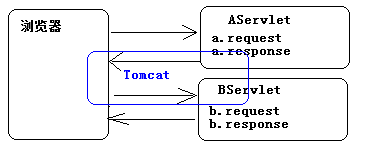 浏览器
AServlet
a.request
a.response
Tomcat
BServlet
b.request
b.response